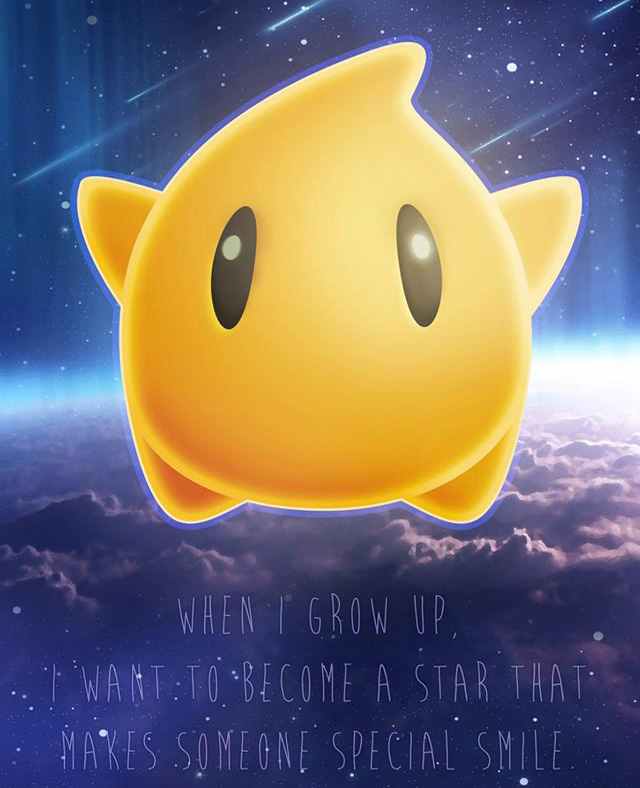 WHEN I GROW UP,
I WANT TO BECOME A STAR THAT
MAKES SOMEONE SPECIAL SMILE.